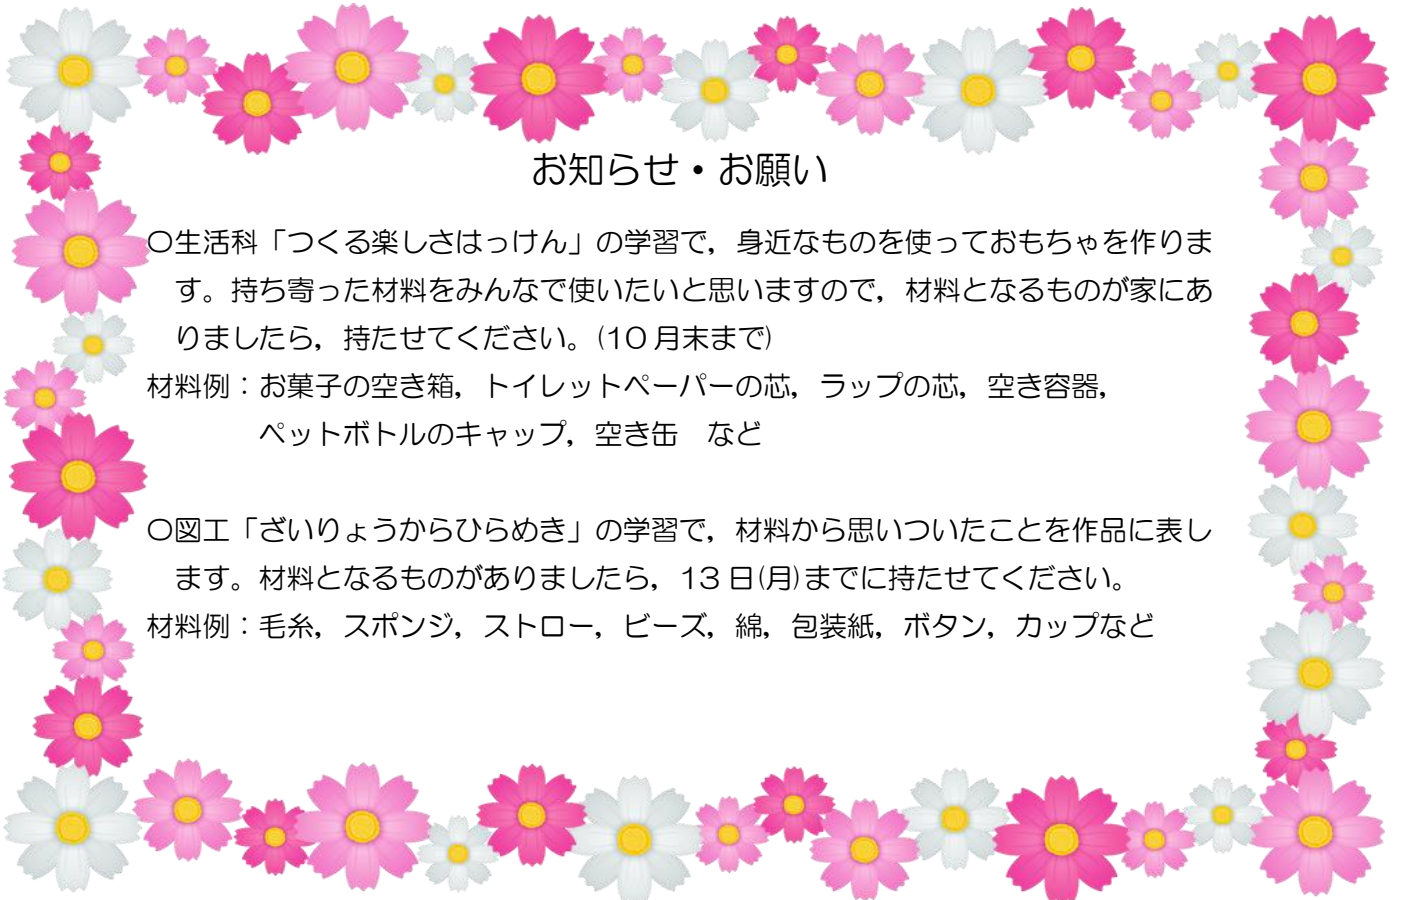 お知らせ・お願い
〇生活科「つくる楽しさはっけん」の学習で，身近なものを使っておもちゃを作りま
す。持ち寄った材料をみんなで使いたいと思いますので，材料となるものが家にあ
りましたら，持たせてください。(10月末まで)
材料例：お菓子の空き箱，トイレットペーパーの芯，ラップの芯，空き容器，
ペットボトルのキャップ，空き缶　など
〇図工「ざいりょうからひらめき」の学習で，材料から思いついたことを作品に表し
ます。材料となるものがありましたら，13日(月)までに持たせてください。
材料例：毛糸，スポンジ，ストロー，ビーズ，綿，包装紙，ボタン，カップなど